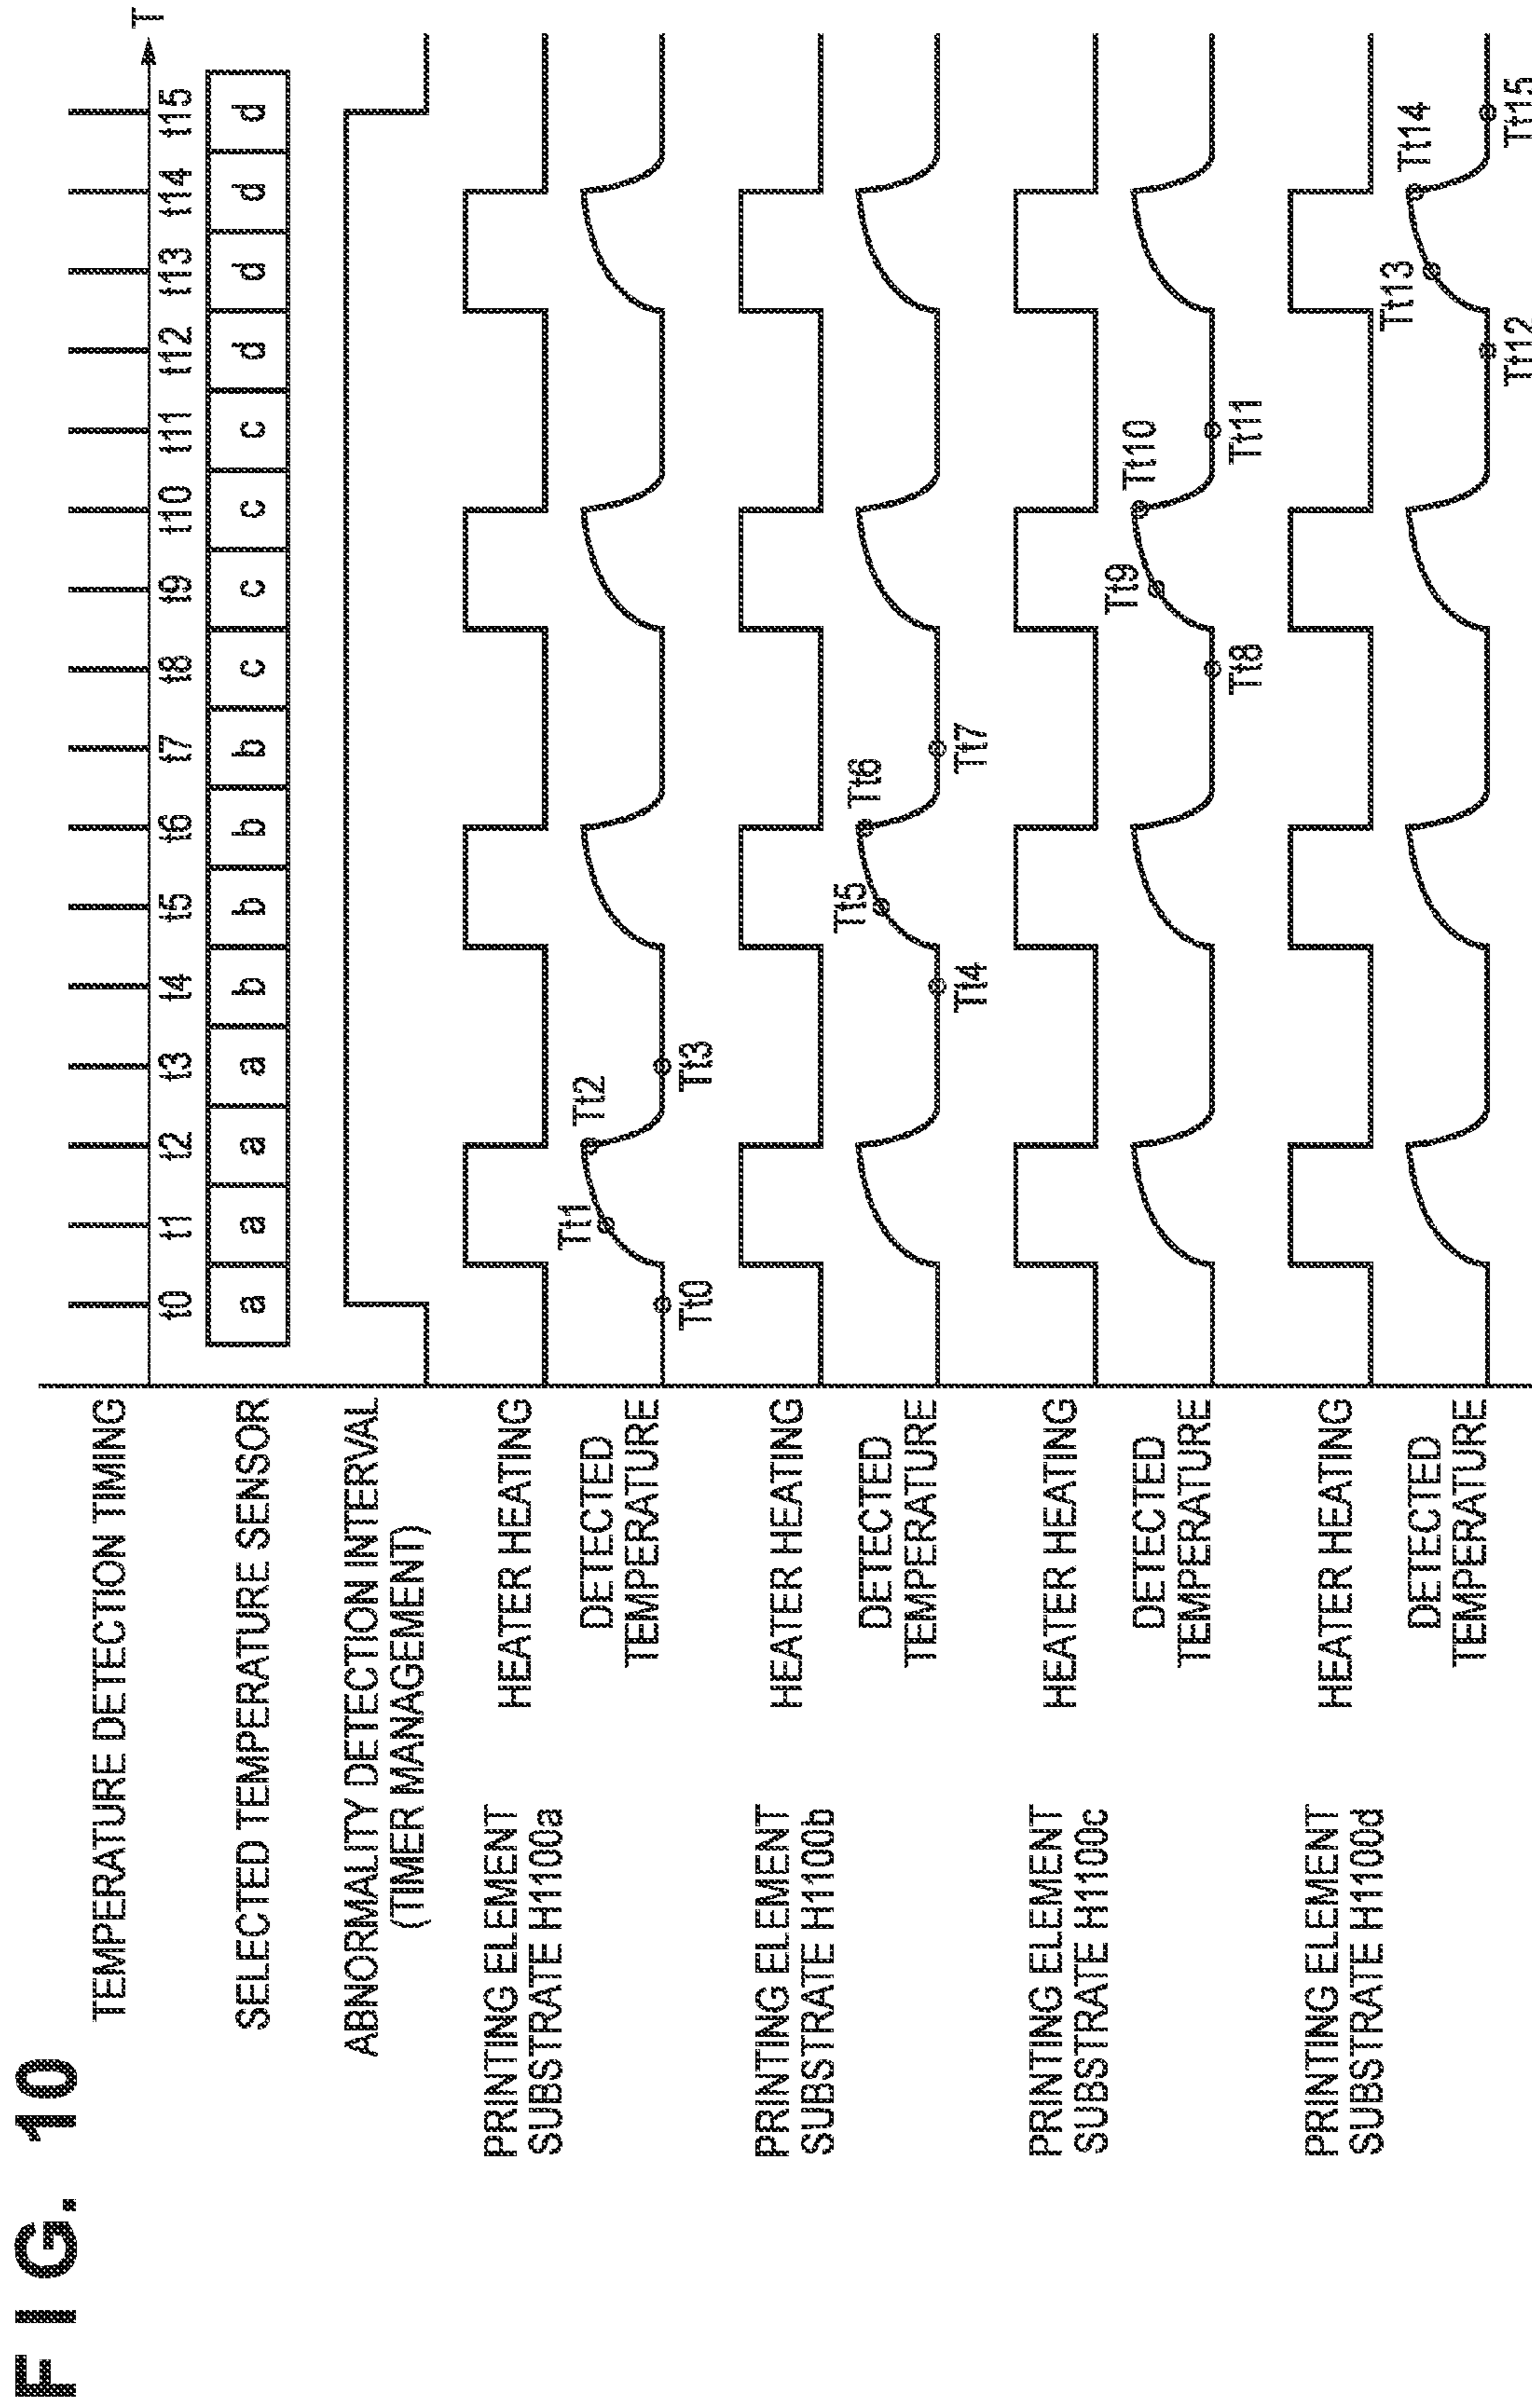 FIG. 10
TEMPERATURE DETECTION TIMING
T
t0 t1 t2 t3 t4 t5 t6 t7 t8 t9 t10 t11 t12 t13 t14 t15
SELECTED TEMPERATURE SENSOR
a a a a b b b b c c c c d d d d
ABNORMALITY DETECTION INTERVAL
(TIMER MANAGEMENT)
PRINTING ELEMENT
SUBSTRATE H1100a
HEATER HEATING
DETECTED
TEMPERATURE
Tt0 Tt1 Tt2 Tt3
PRINTING ELEMENT
SUBSTRATE H1100b
HEATER HEATING
DETECTED
TEMPERATURE
Tt4 Tt5 Tt6 Tt7
PRINTING ELEMENT
SUBSTRATE H1100c
HEATER HEATING
DETECTED
TEMPERATURE
Tt8 Tt9 Tt10 Tt11
PRINTING ELEMENT
SUBSTRATE H1100d
HEATER HEATING
DETECTED
TEMPERATURE
Tt12 Tt13 Tt14 Tt15